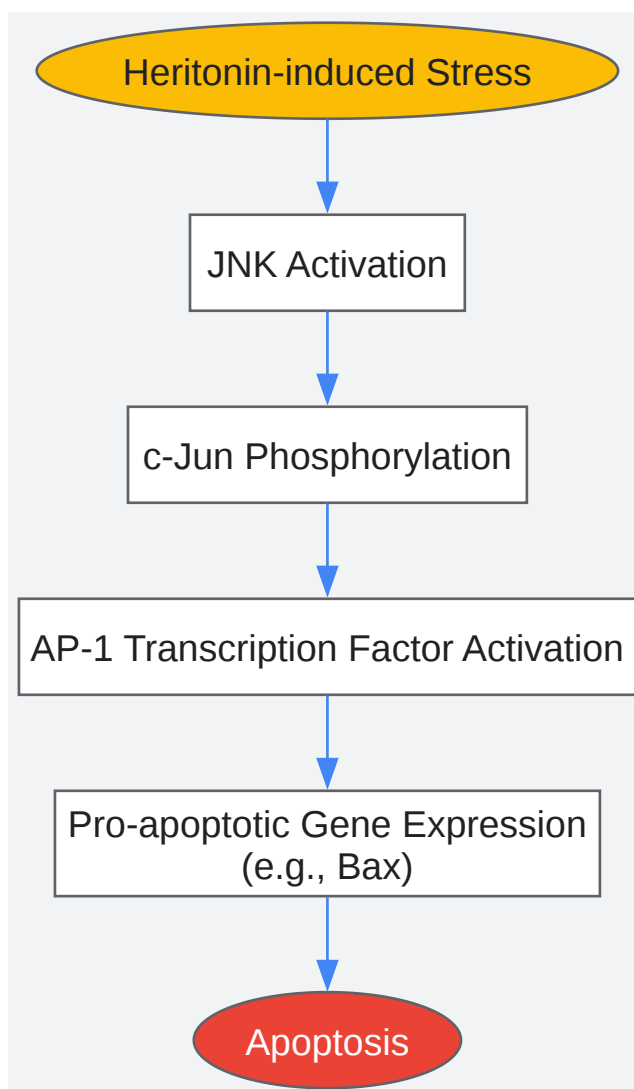 Heritonin-induced Stress
JNK Activation
c-Jun Phosphorylation
AP-1 Transcription Factor Activation
Pro-apoptotic Gene Expression
(e.g., Bax)
Apoptosis